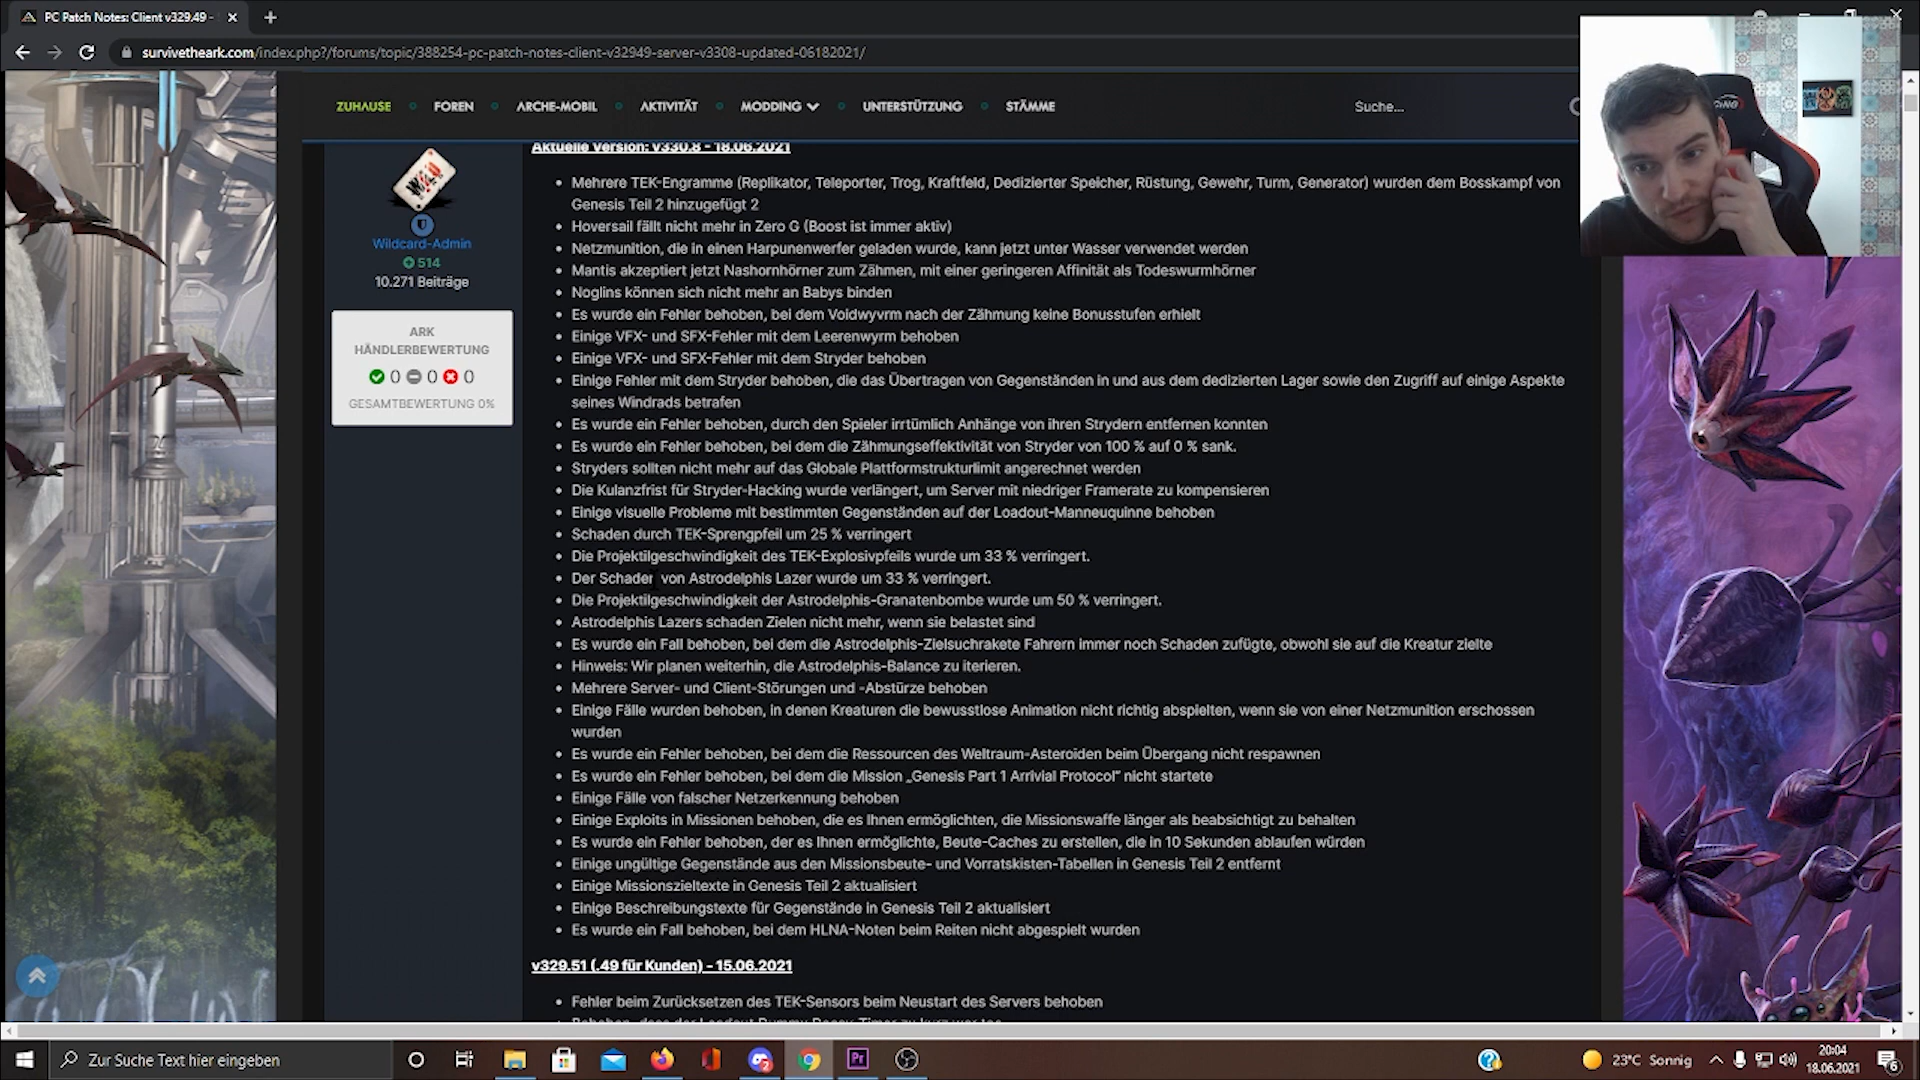 PC Patch Notes: Client v329.49 -
survivetheark.com/index.php?/forums/topic/388254-pc-patch-notes-client-v32949-server-v3308-updated-06182021/
ZUHAUSE FOREN ARCHE-MOBIL AKTIVITÄT MODDING UNTERSTÜTZUNG STÄMME Suche...
Wildcard-Admin
514
10.271 Beiträge
ARK
HÄNDLERBEWERTUNG
0 0 0
GESAMTBEWERTUNG 0%
Aktuelle Version: v330.8 - 18.06.2021
• Mehrere TEK-Engramme (Replikator, Teleporter, Trog, Kraftfeld, Dedizierter Speicher, Rüstung, Gewehr, Turm, Generator) wurden dem Bosskampf von
Genesis Teil 2 hinzugefügt 2
• Hoversail fällt nicht mehr in Zero G (Boost ist immer aktiv)
• Netzmunition, die in einen Harpunenwerfer geladen wurde, kann jetzt unter Wasser verwendet werden
• Mantis akzeptiert jetzt Nashornhörner zum Zähmen, mit einer geringeren Affinität als Todeswurmhörner
• Noglins können sich nicht mehr an Babys binden
• Es wurde ein Fehler behoben, bei dem Voidwyvrm nach der Zähmung keine Bonusstufen erhielt
• Einige VFX- und SFX-Fehler mit dem Leerenwyrm behoben
• Einige VFX- und SFX-Fehler mit dem Stryder behoben
• Einige Fehler mit dem Stryder behoben, die das Übertragen von Gegenständen in und aus dem dedizierten Lager sowie den Zugriff auf einige Aspekte
seines Windrads betrafen
• Es wurde ein Fehler behoben, durch den Spieler irrtümlich Anhänge von ihren Strydern entfernen konnten
• Es wurde ein Fehler behoben, bei dem die Zähmungseffektivität von Stryder von 100 % auf 0 % sank.
• Stryders sollten nicht mehr auf das Globale Plattformstrukturlimit angerechnet werden
• Die Kulanzfrist für Stryder-Hacking wurde verlängert, um Server mit niedriger Framerate zu kompensieren
• Einige visuelle Probleme mit bestimmten Gegenständen auf der Loadout-Manneuquinne behoben
• Schaden durch TEK-Sprengpfeil um 25 % verringert
• Die Projektilgeschwindigkeit des TEK-Explosivpfeils wurde um 33 % verringert.
• Der Schaden von Astrodelphis Lazer wurde um 33 % verringert.
• Die Projektilgeschwindigkeit der Astrodelphis-Granatenbombe wurde um 50 % verringert.
• Astrodelphis Lazers schaden Zielen nicht mehr, wenn sie belastet sind
• Es wurde ein Fall behoben, bei dem die Astrodelphis-Zielsuchrakete Fahrern immer noch Schaden zufügte, obwohl sie auf die Kreatur zielte
• Hinweis: Wir planen weiterhin, die Astrodelphis-Balance zu iterieren.
• Mehrere Server- und Client-Störungen und -Abstürze behoben
• Einige Fälle wurden behoben, in denen Kreaturen die bewusstlose Animation nicht richtig abspielten, wenn sie von einer Netzmunition erschossen
wurden
• Es wurde ein Fehler behoben, bei dem die Ressourcen des Weltraum-Asteroiden beim Übergang nicht respawnen
• Es wurde ein Fehler behoben, bei dem die Mission „Genesis Part 1 Arrivial Protocol" nicht startete
• Einige Fälle von falscher Netzerkennung behoben
• Einige Exploits in Missionen behoben, die es Ihnen ermöglichten, die Missionswaffe länger als beabsichtigt zu behalten
• Es wurde ein Fehler behoben, der es Ihnen ermöglichte, Beute-Caches zu erstellen, die in 10 Sekunden ablaufen würden
• Einige ungültige Gegenstände aus den Missionsbeute- und Vorratskisten-Tabellen in Genesis Teil 2 entfernt
• Einige Missionszieltexte in Genesis Teil 2 aktualisiert
• Einige Beschreibungstexte für Gegenstände in Genesis Teil 2 aktualisiert
• Es wurde ein Fall behoben, bei dem HLNA-Noten beim Reiten nicht abgespielt wurden
v329.51 (.49 für Kunden) - 15.06.2021
• Fehler beim Zurücksetzen des TEK-Sensors beim Neustart des Servers behoben
Zur Suche Text hier eingeben
23°C Sonnig
20:04
18.06.2021